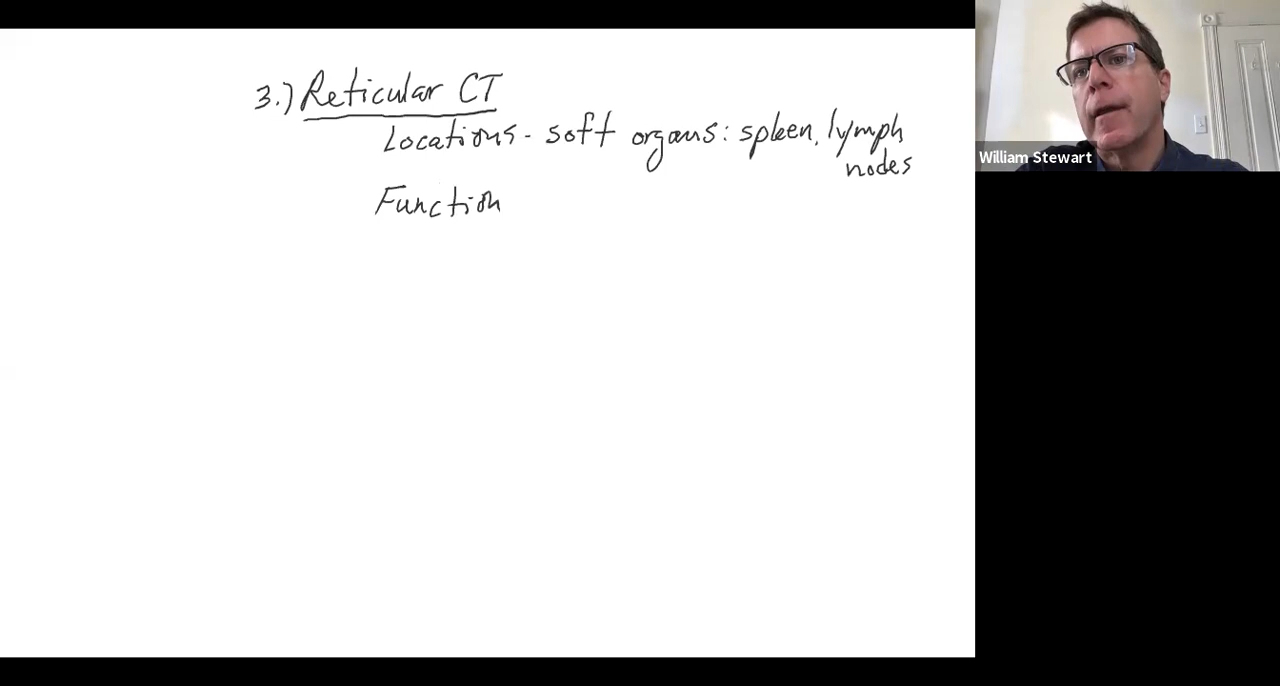 3.) Reticular CT
Locations - soft organs: spleen, lymph
nodes
Function
William Stewart